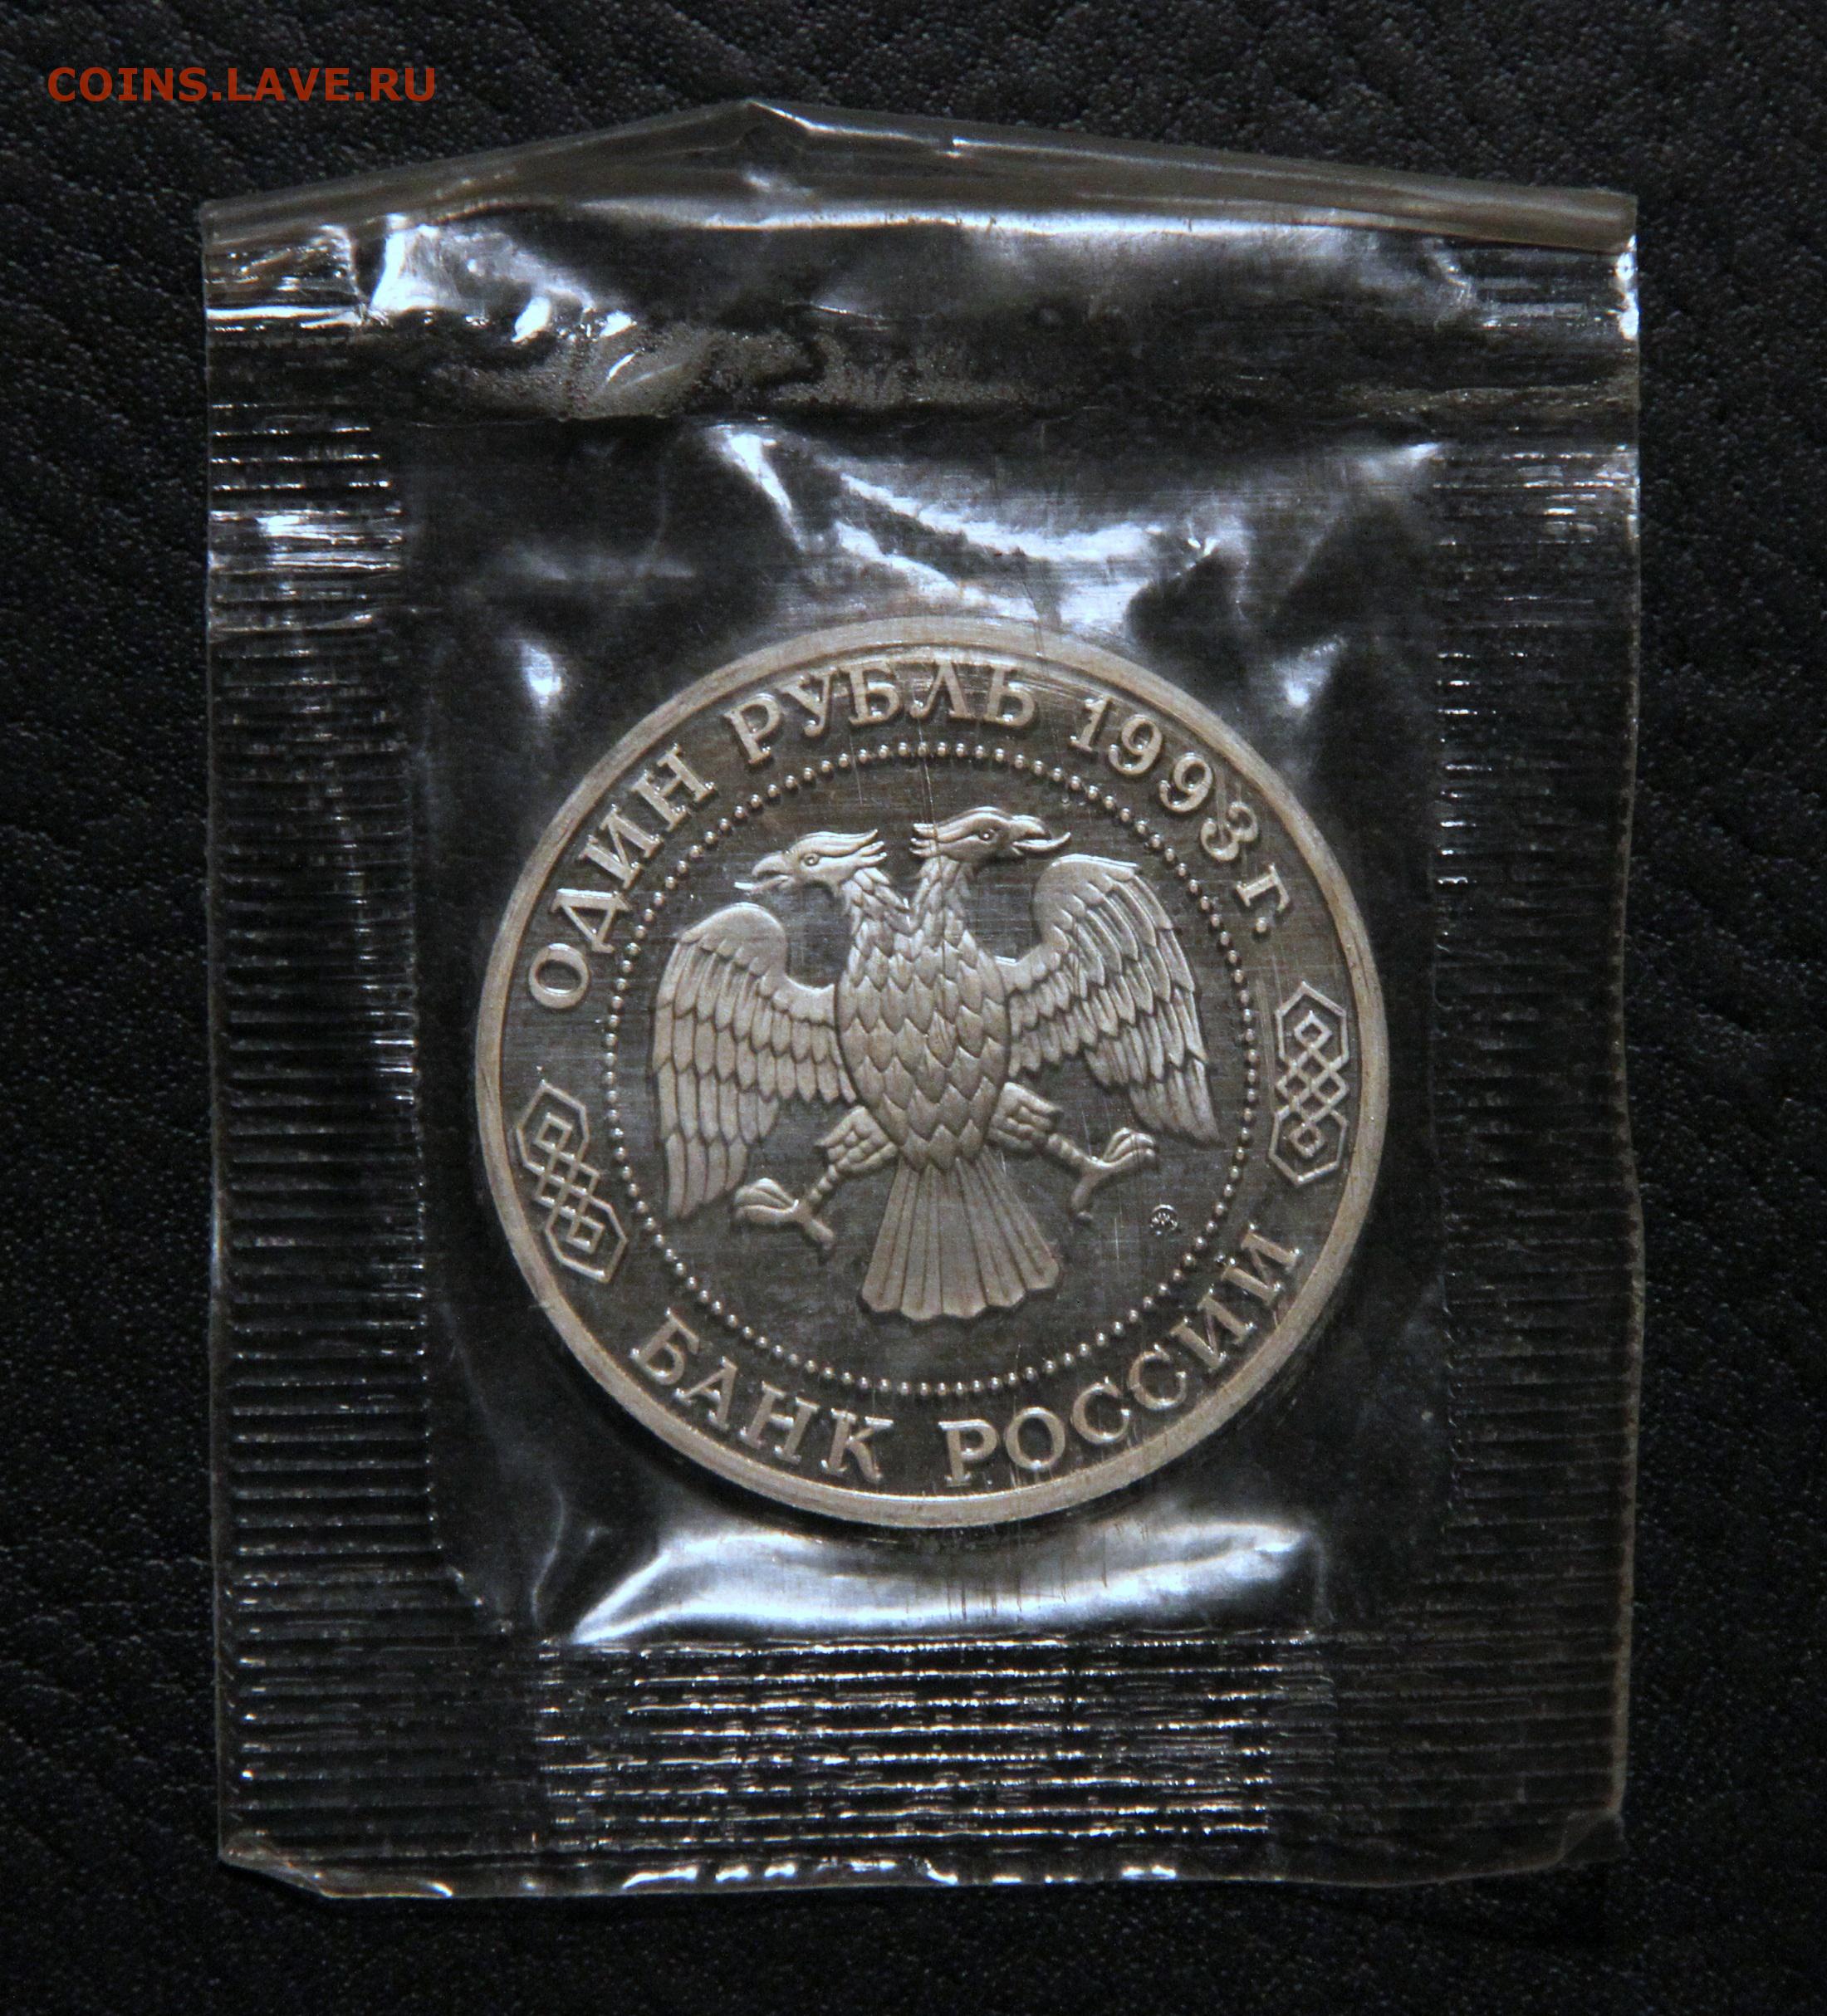 COINS.LAVE.RU
ОДИН РУБЛЬ 1993 г.
БАНК РОССИИ